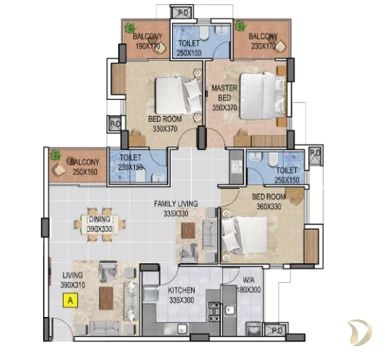 P.D
BALCONY
190X170
TOILET
250X150
BALCONY
230X170
MASTER
BED
350X370
BED ROOM
330X370
P.D
P.D
BALCONY
250X160
TOILET
250X150
TOILET
250X150
FAMILY LIVING
335X330
BED ROOM
360X330
DINING
390X330
LIVING
390X310
A
KITCHEN
335X300
W/A
180X300
P.D